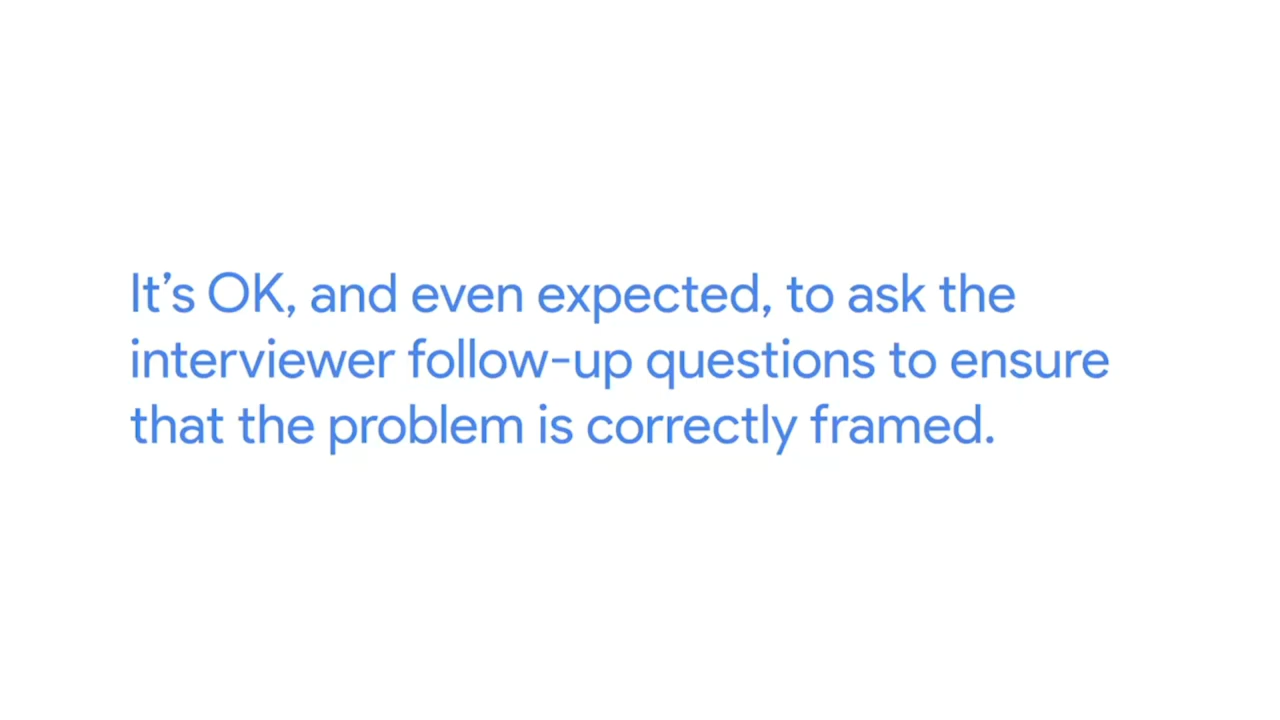 It’s OK, and even expected, to ask the
interviewer follow-up questions to ensure
that the problem is correctly framed.